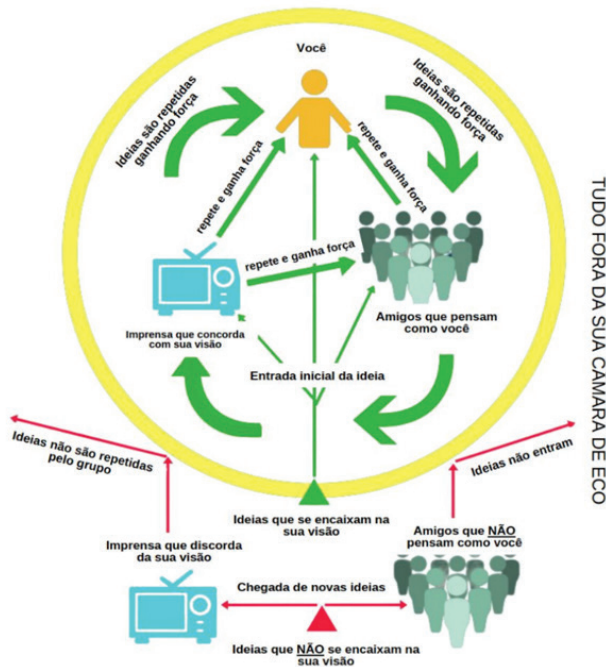 Você
Ideias são repetidas
ganhando força
Ideias são repetidas
ganhando força
repete e ganha força
repete e ganha força
repete e ganha força
Imprensa que concorda
com sua visão
Amigos que pensam
como você
Entrada inicial da ideia
TUDO FORA DA SUA CAMARA DE ECO
Ideias não são repetidas
pelo grupo
Ideias não entram
Ideias que se encaixam na
sua visão
Imprensa que discorda
da sua visão
Amigos que NÃO
pensam como você
Chegada de novas ideias
Ideias que NÃO se encaixam na
sua visão